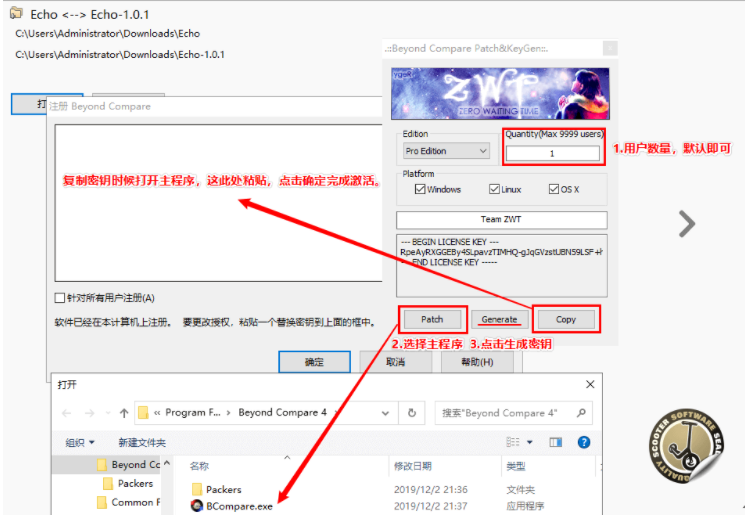 Echo <--> Echo-1.0.1
C:\Users\Administrator\Downloads\Echo
C:\Users\Administrator\Downloads\Echo-1.0.1
打
注册 Beyond Compare
复制密钥时候打开主程序，这此处粘贴，点击确定完成激活。
针对所有用户注册(A)
软件已经在本计算机上注册。 要更改授权，粘贴一个替换密钥到上面的框中。
确定
取消
帮助(H)
.::Beyond Compare Patch&KeyGen::.
ZWT
ZERO WAITING TIME
Edition
Pro Edition
Quantity(Max 9999 users)
1
1.用户数量，默认即可
Platform
Windows
Linux
OS X
Team ZWT
--- BEGIN LICENSE KEY ---
--- END LICENSE KEY -----
Patch
Generate
Copy
2.选择主程序 3.点击生成密钥
打开
« Program F... › Beyond Compare 4
搜索"Beyond Compare 4"
组织
新建文件夹
名称
修改日期
类型
Beyond Cc
Packers
Common F
Packers
2019/12/2 21:36
文件夹
BCompare.exe
2019/12/2 21:37
应用程序
SCOOTER SOFTWARE SEAL
QUALITY